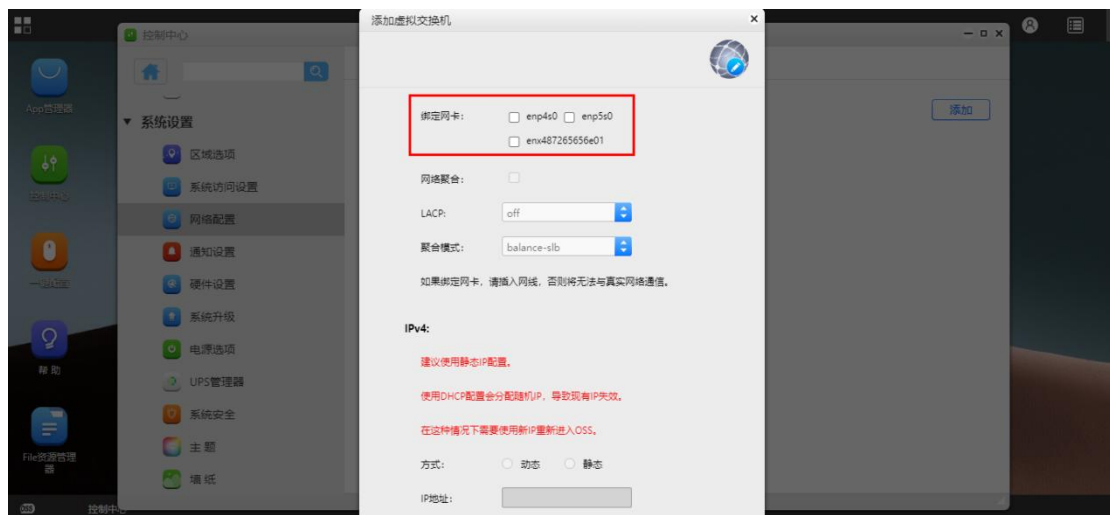 添加虚拟交换机
控制中心
App管理器
系统设置
区域选项
系统访问设置
网络配置
通知设置
硬件设置
系统升级
电源选项
UPS管理器
系统安全
主题
墙纸
控制中心
帮助
File资源管理
器
添加
绑定网卡:
enp4s0
enp5s0
enx487265656e01
网络聚合:
LACP:
off
聚合模式:
balance-slb
如果绑定网卡，请插入网线，否则将无法与真实网络通信。
IPv4:
建议使用静态IP配置。
使用DHCP配置会分配随机IP，导致现有IP失效。
在这种情况下需要使用新IP重新进入OSS。
方式:
动态
静态
IP地址:
控制中心